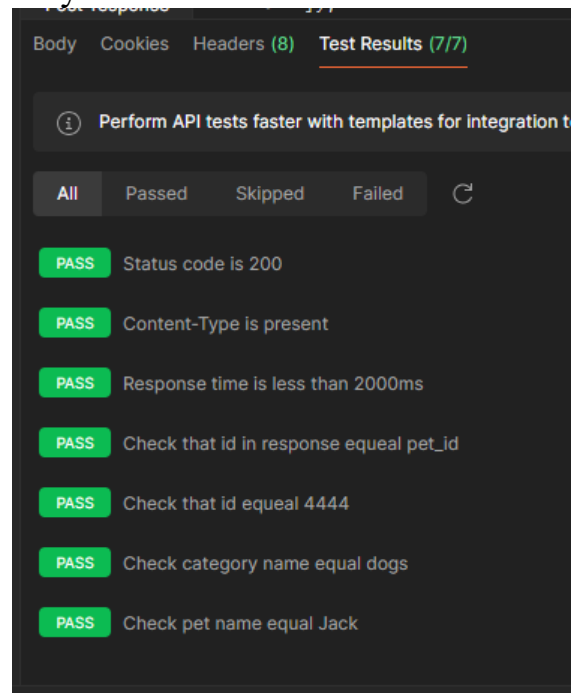 Body Cookies Headers (8) Test Results (7/7)
Perform API tests faster with templates for integration t
All Passed Skipped Failed
PASS Status code is 200
PASS Content-Type is present
PASS Response time is less than 2000ms
PASS Check that id in response equeal pet_id
PASS Check that id equeal 4444
PASS Check category name equal dogs
PASS Check pet name equal Jack